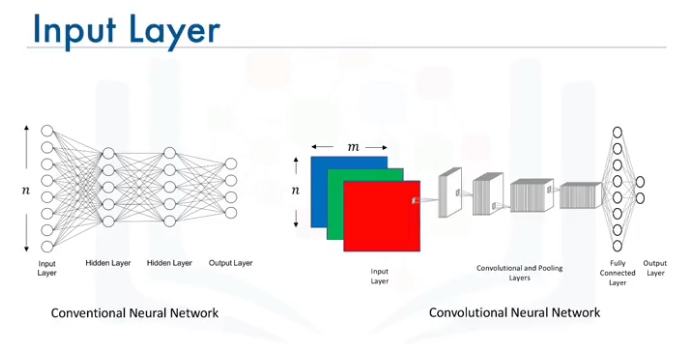 Input Layer
n
Input
Layer
Hidden Layer
Hidden Layer
Output Layer
Conventional Neural Network
m
n
Input
Layer
Convolutional and Pooling
Layers
Fully
Connected
Layer
Output
Layer
Convolutional Neural Network